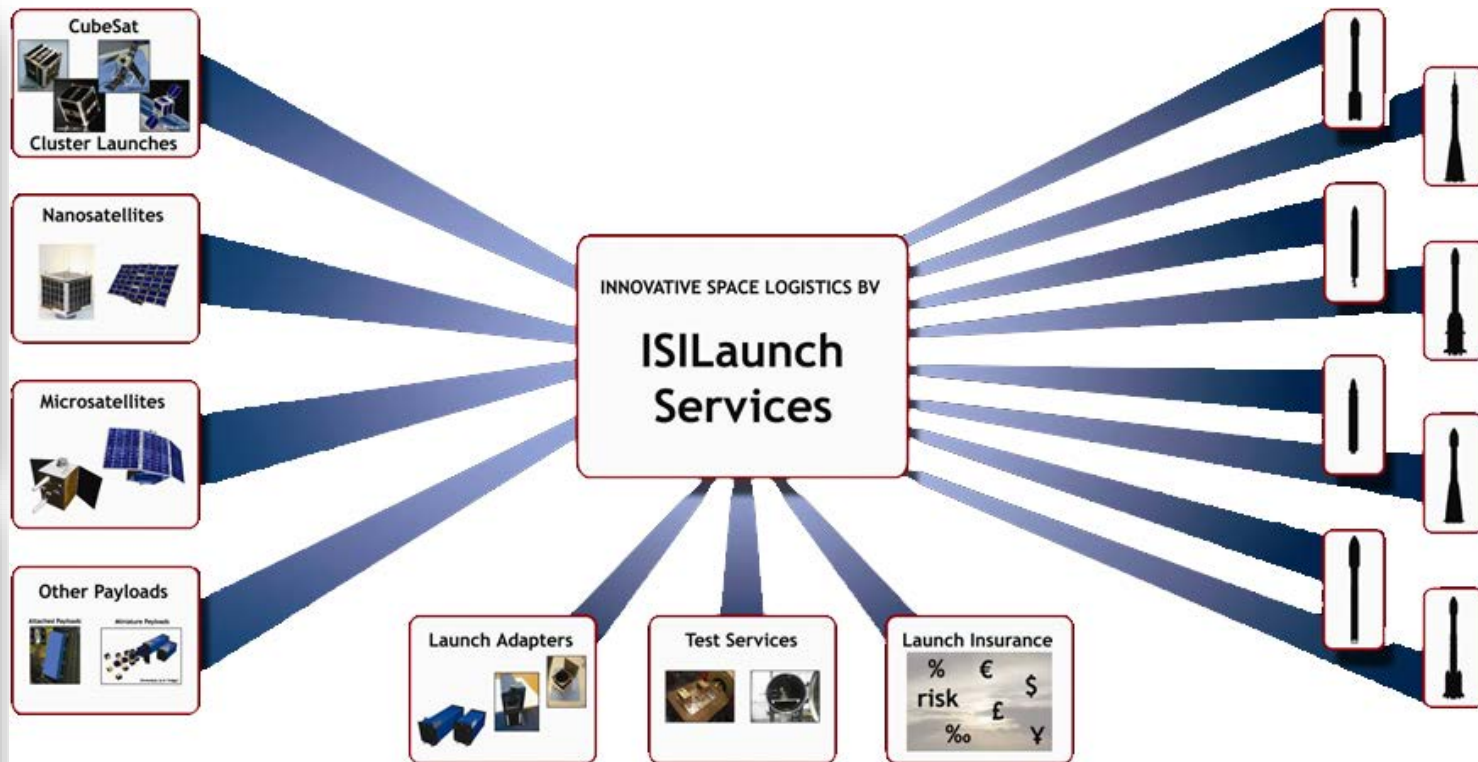 CubeSat
Cluster Launches
Nanosatellites
Microsatellites
Other Payloads
Attached Payloads
Miniature Payloads
INNOVATIVE SPACE LOGISTICS BV
ISILaunch
Services
Launch Adapters
Test Services
Launch Insurance
% €
risk $
£
‰ ¥